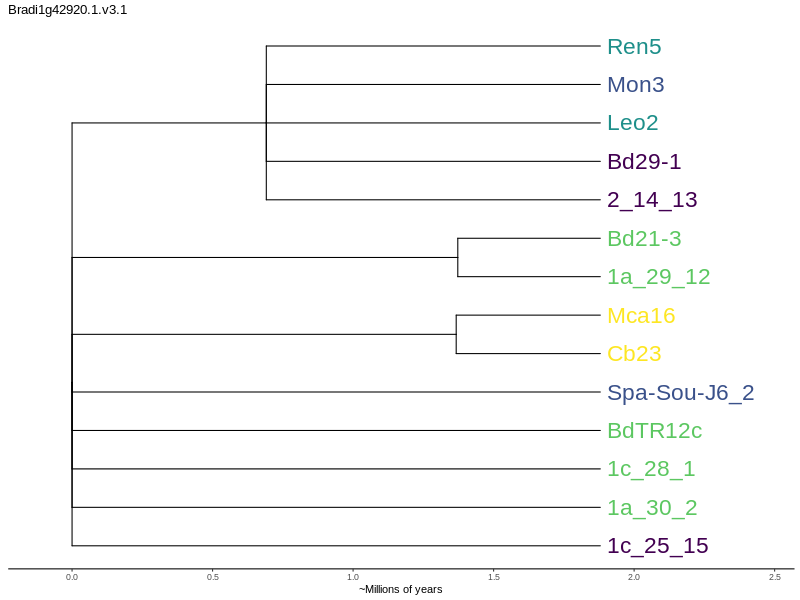 Bradi1g42920.1.v3.1
Ren5
Mon3
Leo2
Bd29-1
2_14_13
Bd21-3
1a_29_12
Mca16
Cb23
Spa-Sou-J6_2
BdTR12c
1c_28_1
1a_30_2
1c_25_15
0.0 0.5 1.0 1.5 2.0 2.5
~Millions of years